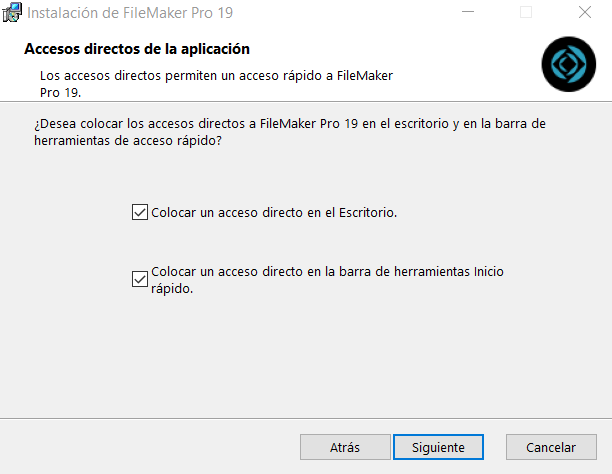 Instalación de FileMaker Pro 19
Accesos directos de la aplicación
Los accesos directos permiten un acceso rápido a FileMaker
Pro 19.
¿Desea colocar los accesos directos a FileMaker Pro 19 en el escritorio y en la barra de
herramientas de acceso rápido?
Colocar un acceso directo en el Escritorio.
Colocar un acceso directo en la barra de herramientas Inicio
rápido.
Atrás
Siguiente
Cancelar